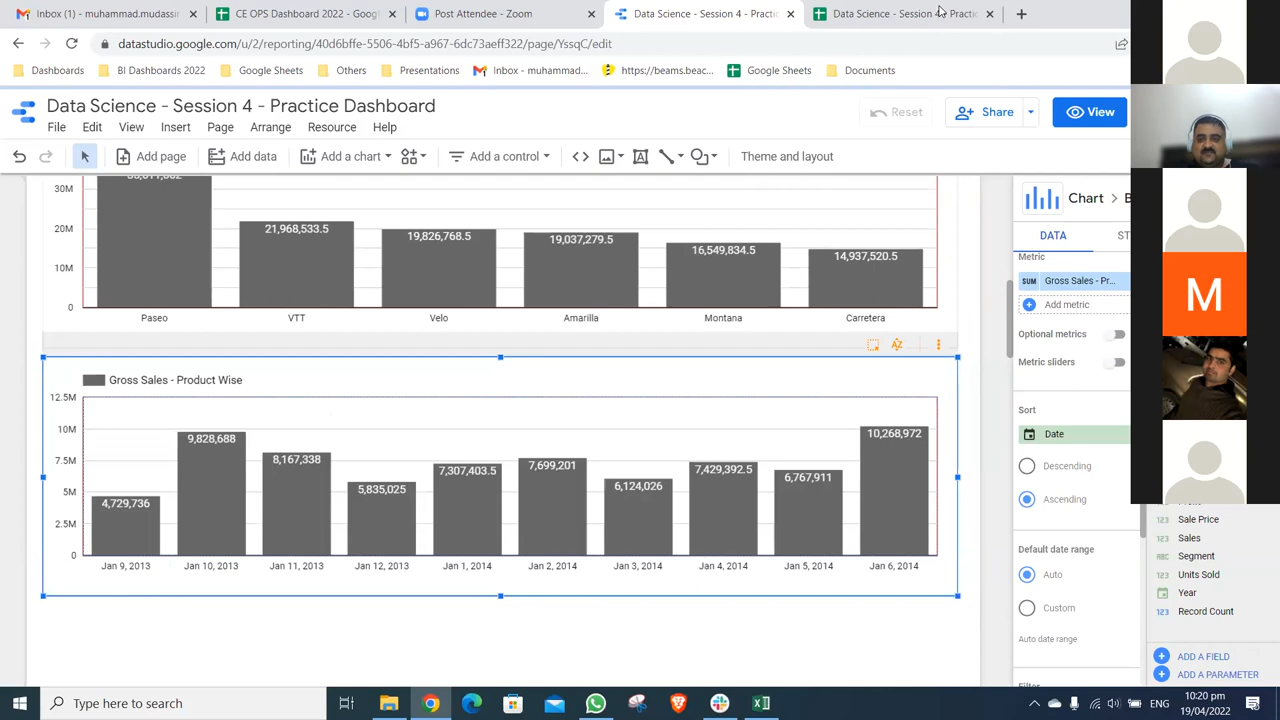 Inbox (1) - muhammad.mudassir
CE OPS Dashboard 2022 - Goog
Post Attendee - Zoom
Data Science - Session 4 - Practic
Data Science - Session 4 - Practic
datastudio.google.com/u/2/reporting/40d6bffe-5506-4bf5-a967-6dc73aeff322/page/YssqC/edit
Dashboards
BI Dashboards 2022
Google Sheets
Others
Presentations
Inbox - muhammad...
https://beams.beac...
Google Sheets
Documents
Data Science - Session 4 - Practice Dashboard
Reset
Share
View
File Edit View Insert Page Arrange Resource Help
Add page
Add data
Add a chart
Add a control
Theme and layout
30M
20M
10M
0
21,968,533.5
19,826,768.5
19,037,279.5
16,549,834.5
14,937,520.5
Paseo VTT Velo Amarilla Montana Carretera
Gross Sales - Product Wise
12.5M
10M
7.5M
5M
2.5M
0
4,729,736
9,828,688
8,167,338
5,835,025
7,307,403.5
7,699,201
6,124,026
7,429,392.5
6,767,911
10,268,972
Jan 9, 2013 Jan 10, 2013 Jan 11, 2013 Jan 12, 2013 Jan 1, 2014 Jan 2, 2014 Jan 3, 2014 Jan 4, 2014 Jan 5, 2014 Jan 6, 2014
Chart > B
DATA
ST
Metric
SUM Gross Sales - Pr...
Add metric
Optional metrics
Metric sliders
Sort
Date
Descending
Ascending
Default date range
Auto
Custom
Auto date range
M
123 Sale Price
123 Sales
ABC Segment
123 Units Sold
Year
123 Record Count
ADD A FIELD
ADD A PARAMETER
Type here to search
ENG
10:20 pm
19/04/2022